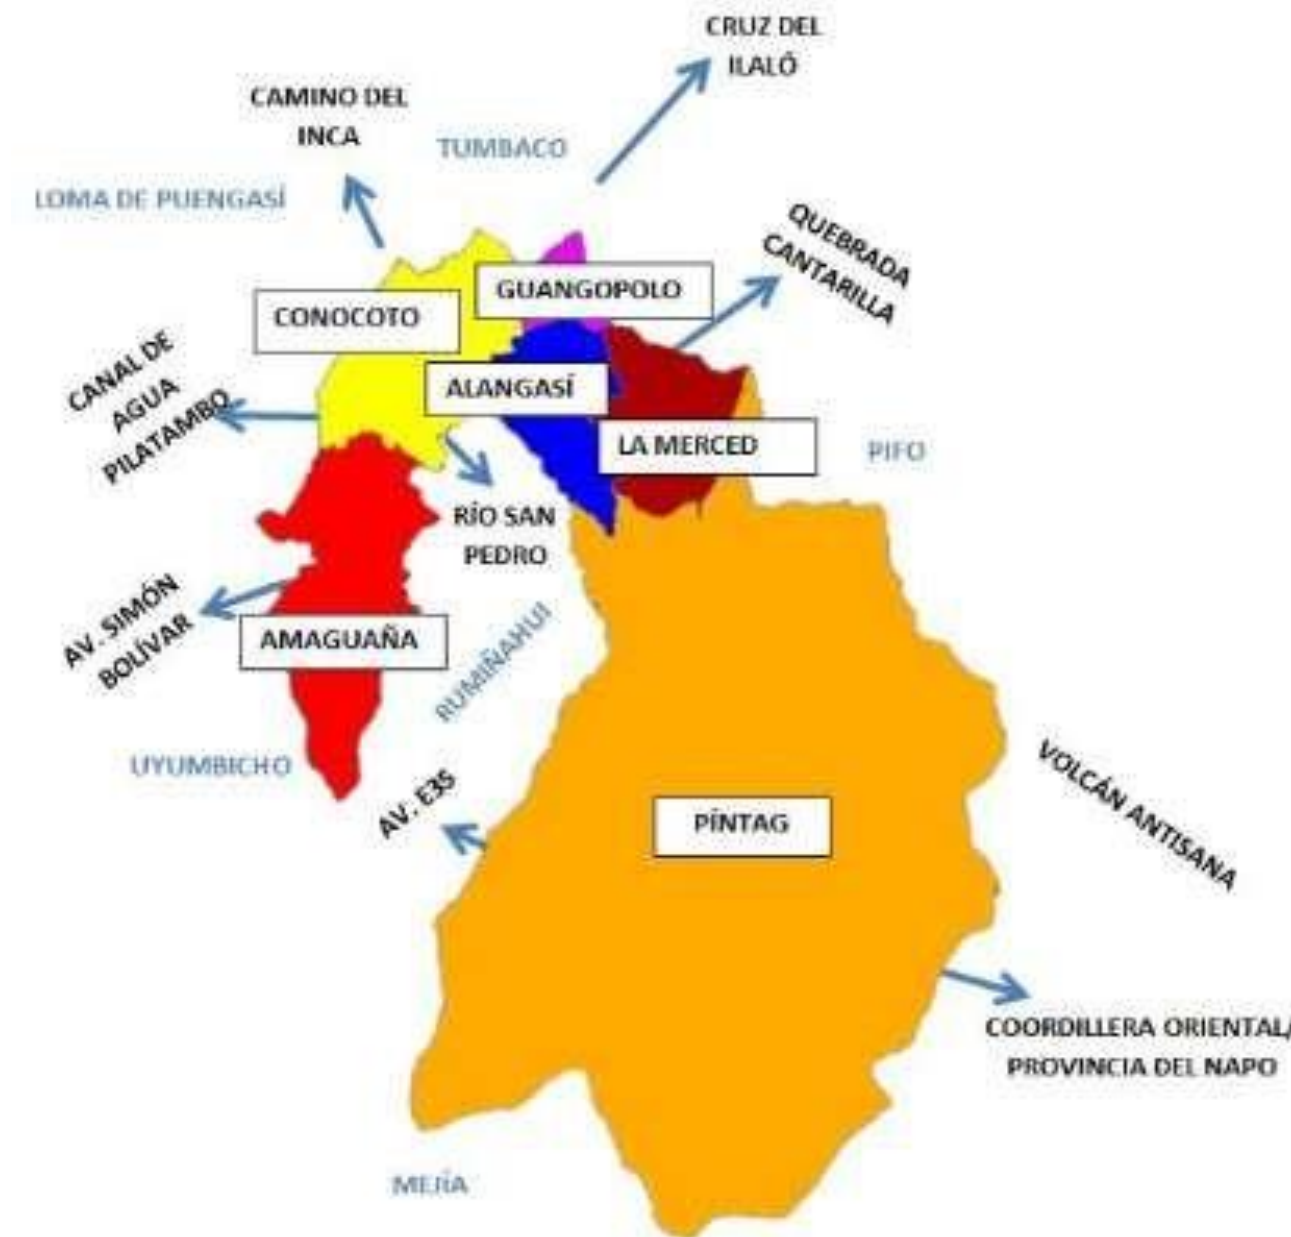 CRUZ DEL
ILALÓ
CAMINO DEL
INCA
TUMBACO
LOMA DE PUENGASÍ
QUEBRADA
CANTARILLA
GUANGOPOLO
CONOCOTO
CANAL DE
AGUA
PILATAMBO
ALANGASÍ
LA MERCED
PIFO
RÍO SAN
PEDRO
AV. SIMÓN
BOLÍVAR
AMAGUAÑA
RUMIÑAHUI
UYUMBICHO
AV. E35
VOLCÁN ANTISANA
PÍNTAG
COORDILLERA ORIENTAL/
PROVINCIA DEL NAPO
MEJÍA